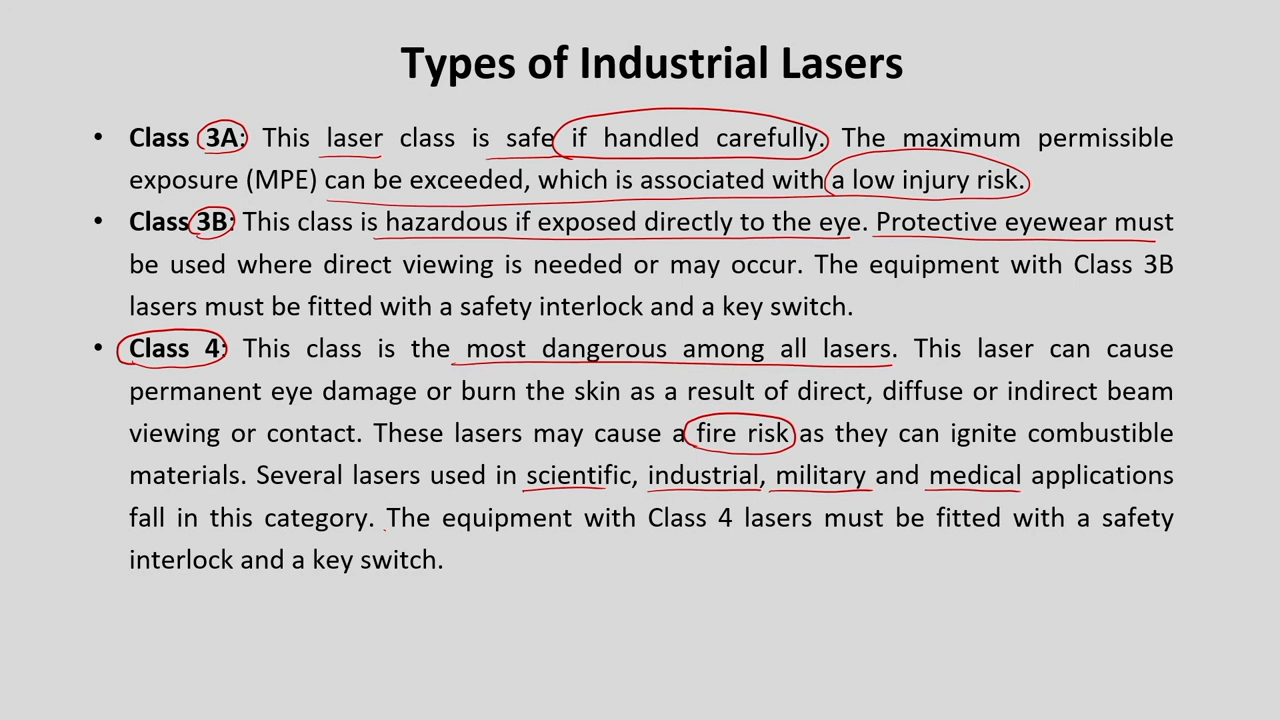 Types of Industrial Lasers
• Class 3A: This laser class is safe if handled carefully. The maximum permissible
exposure (MPE) can be exceeded, which is associated with a low injury risk.
• Class 3B: This class is hazardous if exposed directly to the eye. Protective eyewear must
be used where direct viewing is needed or may occur. The equipment with Class 3B
lasers must be fitted with a safety interlock and a key switch.
• Class 4: This class is the most dangerous among all lasers. This laser can cause
permanent eye damage or burn the skin as a result of direct, diffuse or indirect beam
viewing or contact. These lasers may cause a fire risk as they can ignite combustible
materials. Several lasers used in scientific, industrial, military and medical applications
fall in this category. The equipment with Class 4 lasers must be fitted with a safety
interlock and a key switch.